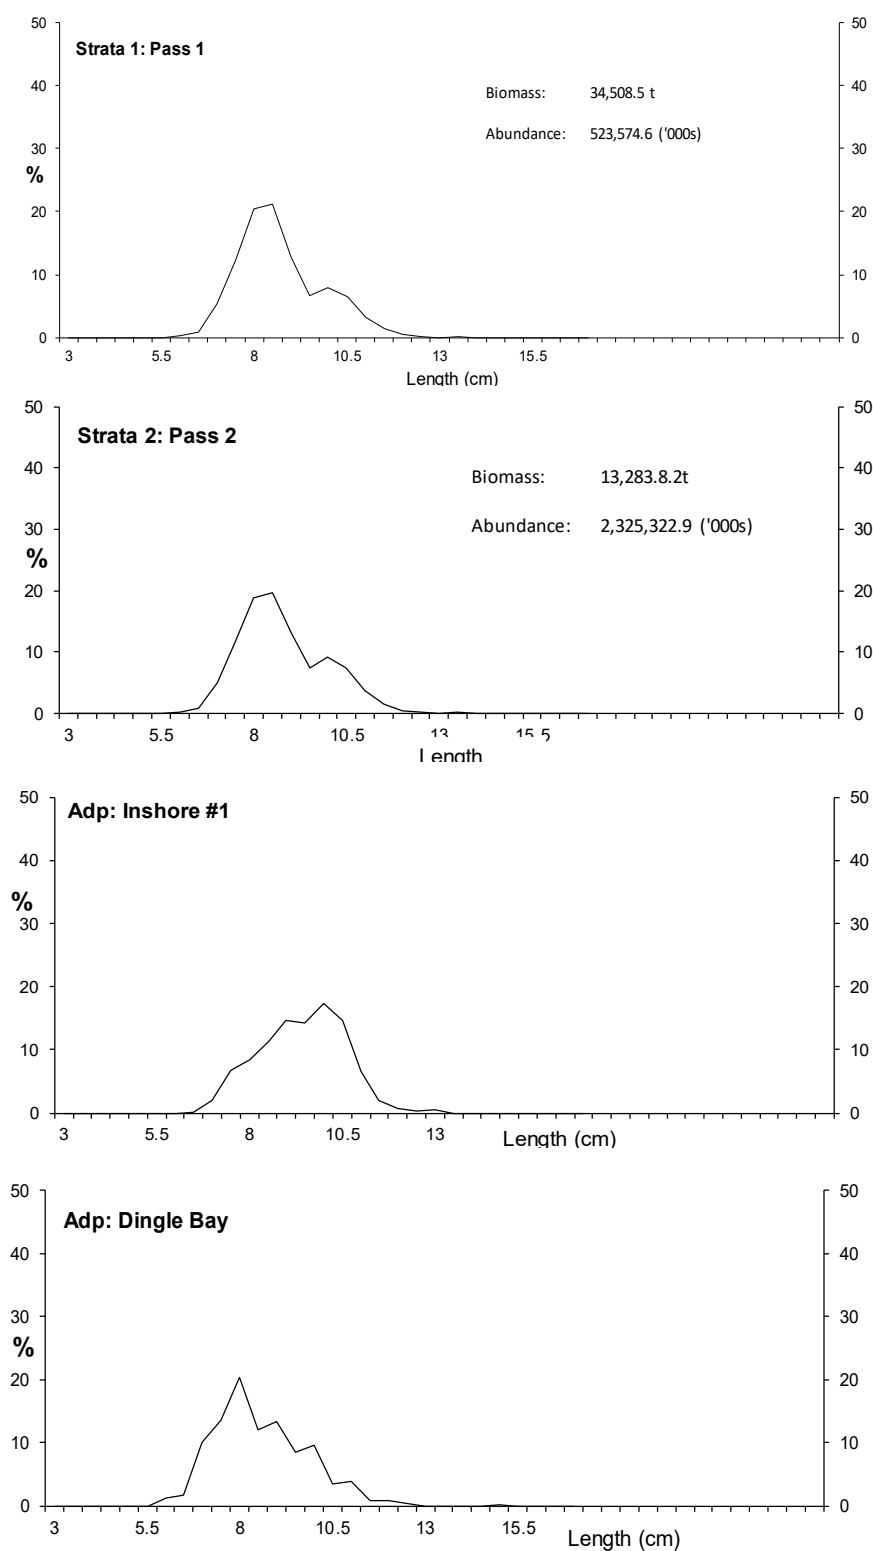 50 50
Strata 1: Pass 1
40 40
Biomass: 34,508.5 t
Abundance: 523,574.6 ('000s)
30 30
%
20 20
10 10
0 0
3 5.5 8 10.5 13 15.5
Length (cm)
50 50
Strata 2: Pass 2
40 40
Biomass: 13,283.8.2t
Abundance: 2,325,322.9 ('000s)
30 30
%
20 20
10 10
0 0
3 5.5 8 10.5 13 15.5
Length
50 50
Adp: Inshore #1
40 40
%
30 30
20 20
10 10
0 0
3 5.5 8 10.5 13
Length (cm)
50 50
Adp: Dingle Bay
40 40
30 30
%
20 20
10 10
0 0
3 5.5 8 10.5 13 15.5
Length (cm)